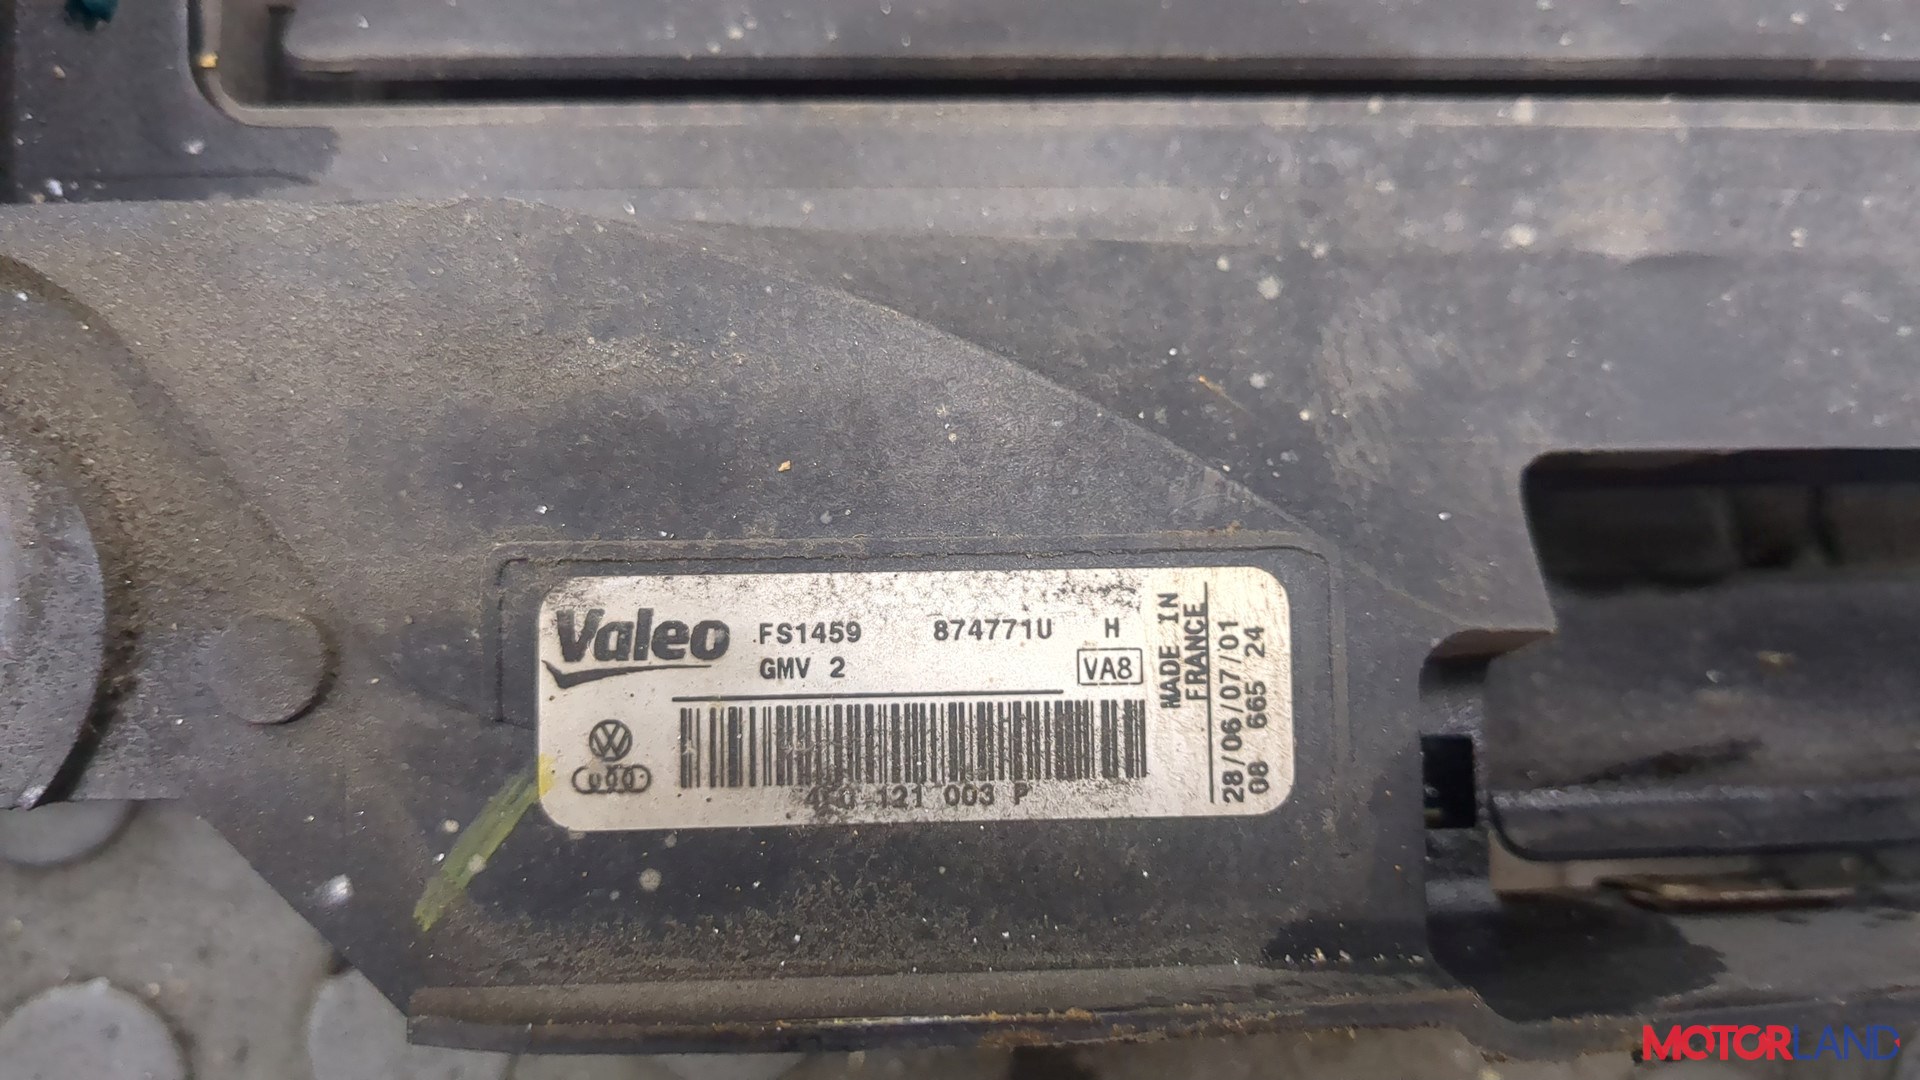 Valeo FS1459 874771U H
GMV 2 VA8
MADE IN
FRANCE
28/06/07/01
08 665 24
121 003 P
MOTORLAND